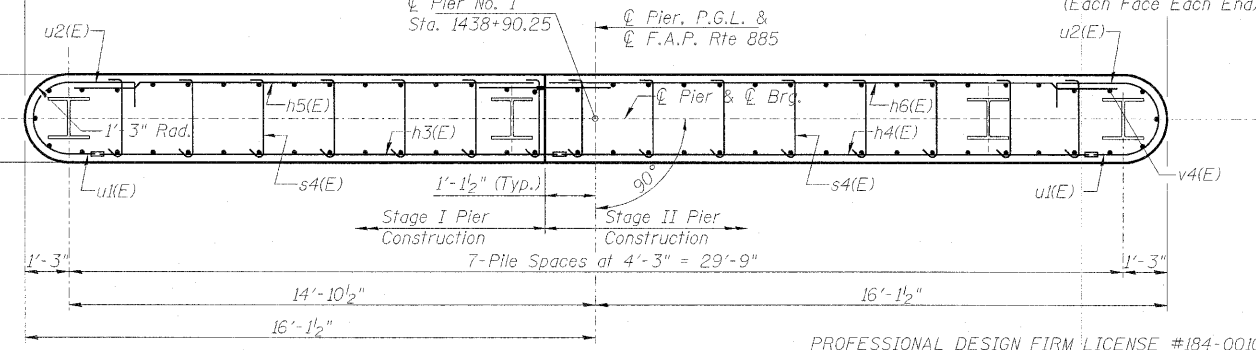 ℄ Pier No. 1
Sta. 1438+90.25
℄ Pier, P.G.L. &
℄ F.A.P. Rte 885
(Each Face Each End)
u2(E)
u2(E)
h5(E)
℄ Pier & ℄ Brg.
h6(E)
1'-3" Rad.
h3(E)
h4(E)
u1(E)
s4(E)
1'-1½" (Typ.)
90°
s4(E)
u1(E)
v4(E)
Stage I Pier
Construction
Stage II Pier
Construction
1'-3"
7-Pile Spaces at 4'-3" = 29'-9"
1'-3"
14'-10½"
16'-1½"
16'-1½"
PROFESSIONAL DESIGN FIRM LICENSE #184-0010